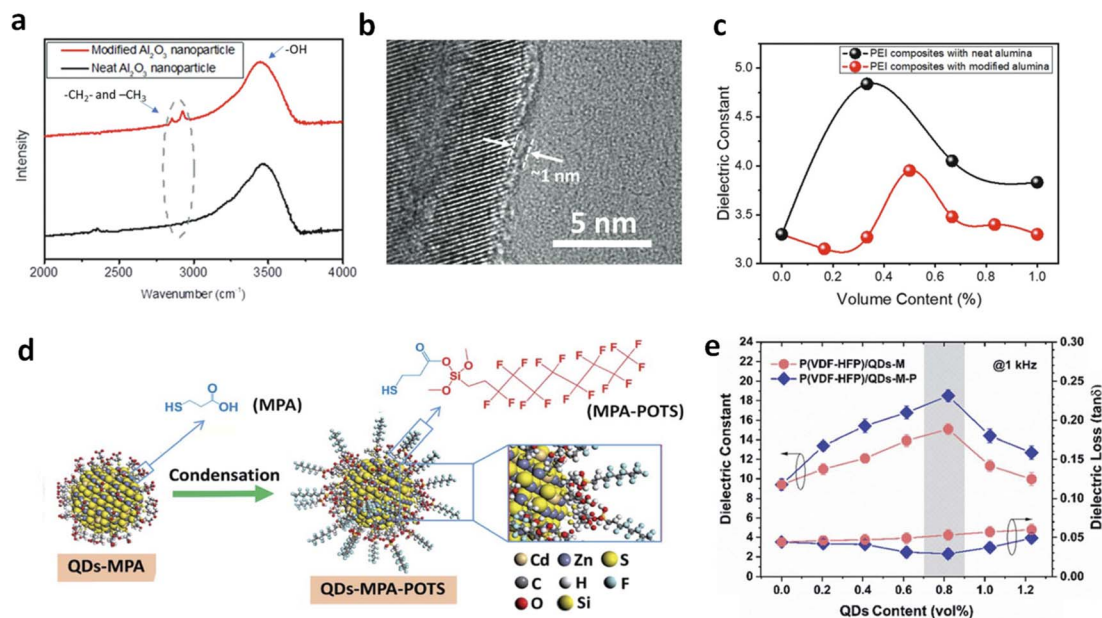 a
Modified Al2O3 nanoparticle
Neat Al2O3 nanoparticle
-OH
-CH2- and –CH3
Intensity
2000 2500 3000 3500 4000
Wavenumber (cm-1)
b
~1 nm
5 nm
c
PEI composites with neat alumina
PEI composites with modified alumina
Dielectric Constant
5.0
4.5
4.0
3.5
3.0
0.0 0.2 0.4 0.6 0.8 1.0
Volume Content (%)
d
HS
O
OH
(MPA)
QDs-MPA
Condensation
HS
O
O
O
Si
O
F F F F F F F
F F F F F F
F F F F
(MPA-POTS)
QDs-MPA-POTS
Cd Zn S
C H F
O Si
e
P(VDF-HFP)/QDs-M
P(VDF-HFP)/QDs-M-P
@1 kHz
Dielectric Constant
24
22
20
18
16
14
12
10
8
6
4
2
0
Dielectric Loss (tanδ)
0.30
0.25
0.20
0.15
0.10
0.05
0.00
0.0 0.2 0.4 0.6 0.8 1.0 1.2
QDs Content (vol%)